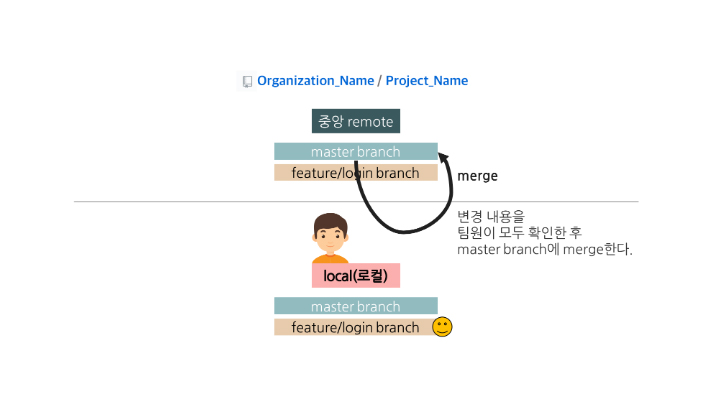 Organization_Name / Project_Name
중앙 remote
master branch
feature/login branch
merge
변경 내용을
팀원이 모두 확인한 후
master branch에 merge한다.
local(로컬)
master branch
feature/login branch